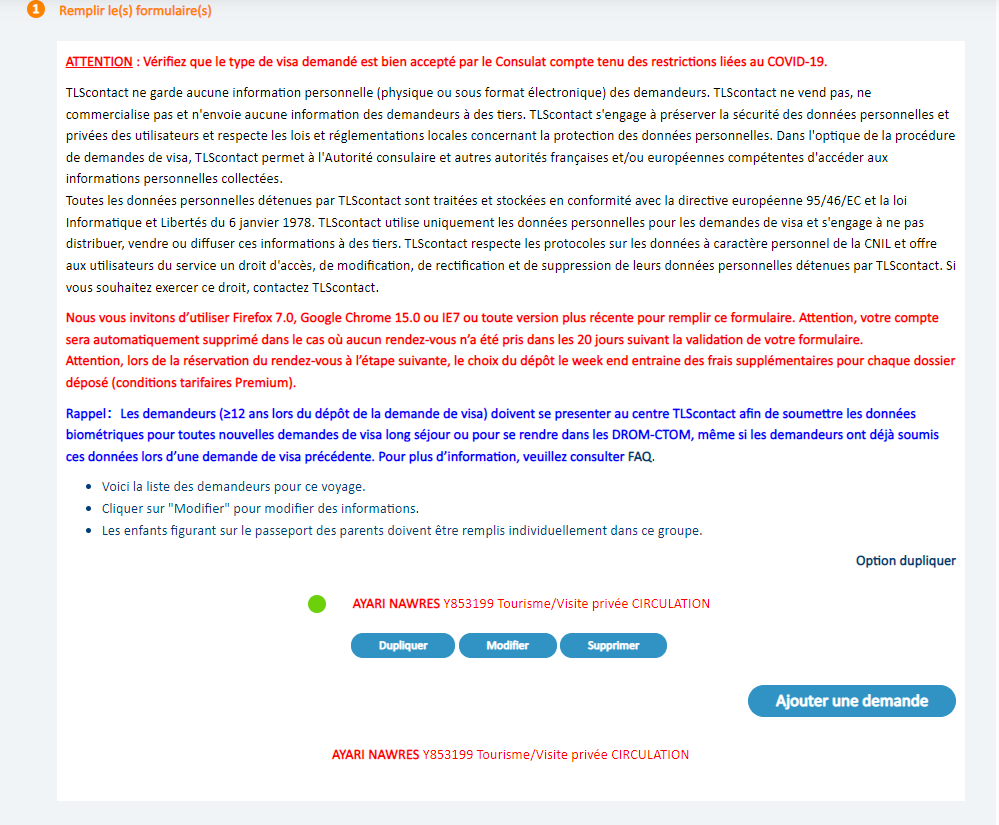 1 Remplir le(s) formulaire(s)
ATTENTION : Vérifiez que le type de visa demandé est bien accepté par le Consulat compte tenu des restrictions liées au COVID-19.
TLScontact ne garde aucune information personnelle (physique ou sous format électronique) des demandeurs. TLScontact ne vend pas, ne
commercialise pas et n'envoie aucune information des demandeurs à des tiers. TLScontact s'engage à préserver la sécurité des données personnelles et
privées des utilisateurs et respecte les lois et réglementations locales concernant la protection des données personnelles. Dans l'optique de la procédure
de demandes de visa, TLScontact permet à l'Autorité consulaire et autres autorités françaises et/ou européennes compétentes d'accéder aux
informations personnelles collectées.
Toutes les données personnelles détenues par TLScontact sont traitées et stockées en conformité avec la directive européenne 95/46/EC et la loi
Informatique et Libertés du 6 janvier 1978. TLScontact utilise uniquement les données personnelles pour les demandes de visa et s'engage à ne pas
distribuer, vendre ou diffuser ces informations à des tiers. TLScontact respecte les protocoles sur les données à caractère personnel de la CNIL et offre
aux utilisateurs du service un droit d'accès, de modification, de rectification et de suppression de leurs données personnelles détenues par TLScontact. Si
vous souhaitez exercer ce droit, contactez TLScontact.
Nous vous invitons d’utiliser Firefox 7.0, Google Chrome 15.0 ou IE7 ou toute version plus récente pour remplir ce formulaire. Attention, votre compte
sera automatiquement supprimé dans le cas où aucun rendez-vous n’a été pris dans les 20 jours suivant la validation de votre formulaire.
Attention, lors de la réservation du rendez-vous à l’étape suivante, le choix du dépôt le week end entraine des frais supplémentaires pour chaque dossier
déposé (conditions tarifaires Premium).
Rappel： Les demandeurs (≥12 ans lors du dépôt de la demande de visa) doivent se presenter au centre TLScontact afin de soumettre les données
biométriques pour toutes nouvelles demandes de visa long séjour ou pour se rendre dans les DROM-CTOM, même si les demandeurs ont déjà soumis
ces données lors d’une demande de visa précédente. Pour plus d’information, veuillez consulter FAQ.
• Voici la liste des demandeurs pour ce voyage.
• Cliquer sur "Modifier" pour modifier des informations.
• Les enfants figurant sur le passeport des parents doivent être remplis individuellement dans ce groupe.
Option dupliquer
AYARI NAWRES Y853199 Tourisme/Visite privée CIRCULATION
Dupliquer Modifier Supprimer
Ajouter une demande
AYARI NAWRES Y853199 Tourisme/Visite privée CIRCULATION